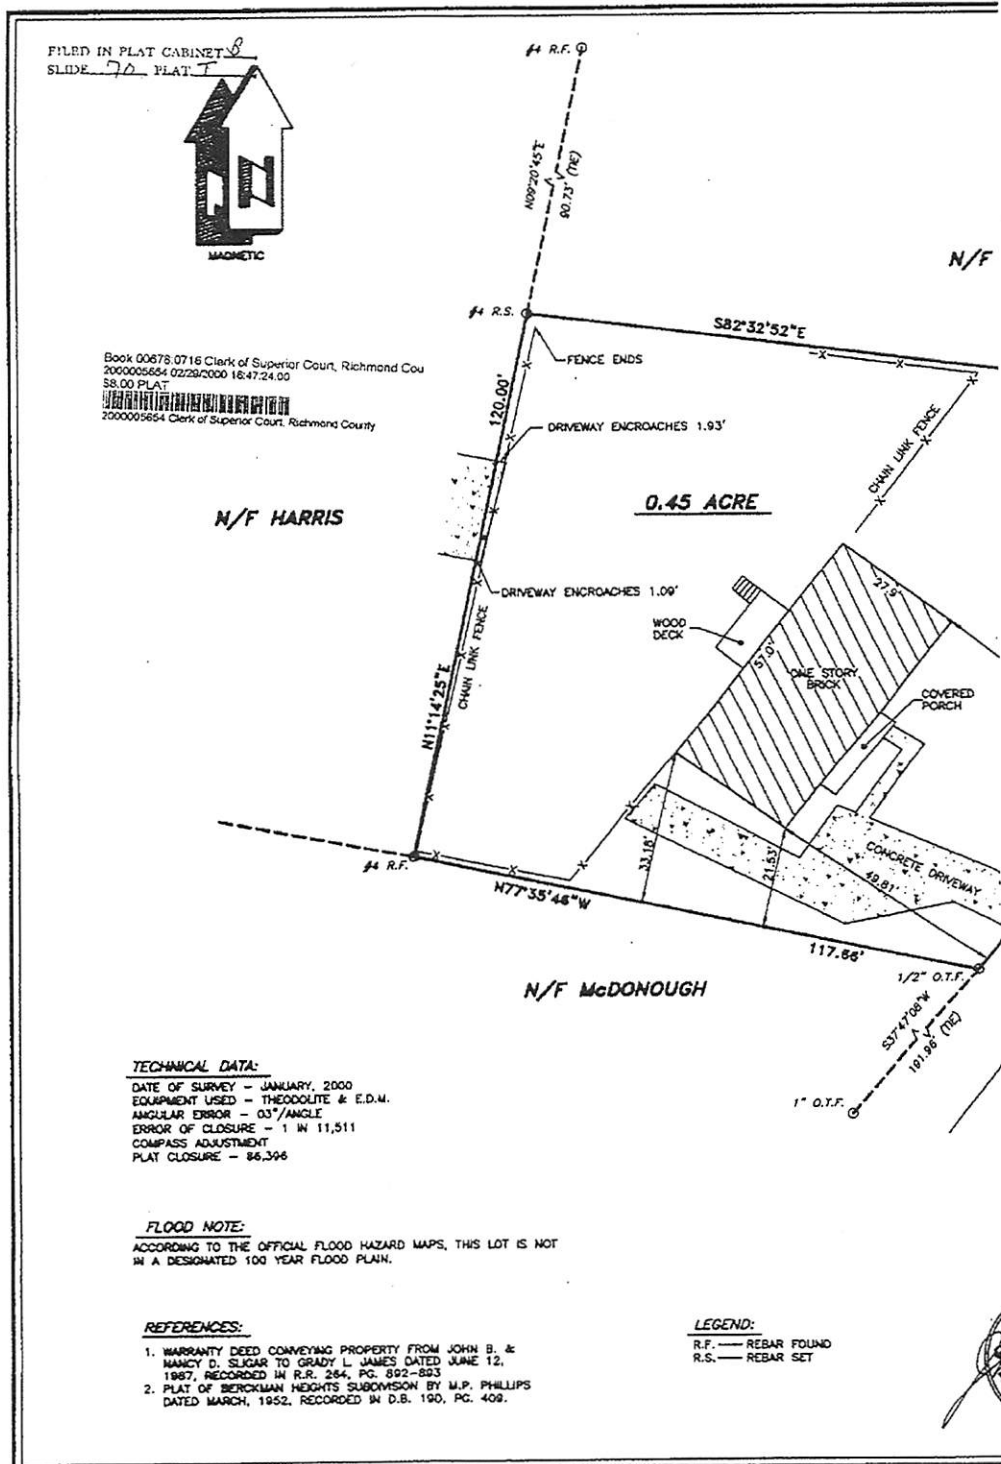 FILED IN PLAT CABINET B
SLIDE 70 PLAT T
MAGNETIC
#4 R.F.
N09°20'45"E
90.73' (TIE)
N/F
#4 R.S.
S82°32'52"E
FENCE ENDS
Book 00678:0716 Clerk of Superior Court, Richmond Cou
2000005654 02/29/2000 16:47:24.00
$8.00 PLAT
2000005654 Clerk of Superior Court, Richmond County
120.00'
DRIVEWAY ENCROACHES 1.93'
CHAIN LINK FENCE
N/F HARRIS
0.45 ACRE
DRIVEWAY ENCROACHES 1.09'
27.9'
WOOD
DECK
57.0'
ONE STORY
BRICK
COVERED
PORCH
CHAIN LINK FENCE
N11°14'25"E
#4 R.F.
33.18'
21.53'
CONCRETE DRIVEWAY
49.81'
N77°35'46"W
117.66'
1/2" O.T.F.
N/F McDONOUGH
S37°47'08"W
191.96' (TIE)
1" O.T.F.
TECHNICAL DATA:
DATE OF SURVEY - JANUARY, 2000
EQUIPMENT USED - THEODOLITE & E.D.M.
ANGULAR ERROR - 03"/ANGLE
ERROR OF CLOSURE - 1 IN 11,511
COMPASS ADJUSTMENT
PLAT CLOSURE - 86,396
FLOOD NOTE:
ACCORDING TO THE OFFICIAL FLOOD HAZARD MAPS, THIS LOT IS NOT
IN A DESIGNATED 100 YEAR FLOOD PLAIN.
REFERENCES:
1. WARRANTY DEED CONVEYING PROPERTY FROM JOHN B. &
NANCY D. SLIGAR TO GRADY L. JAMES DATED JUNE 12,
1987, RECORDED IN R.R. 264, PG. 892-893
2. PLAT OF BERCKMAN HEIGHTS SUBDIVISION BY M.P. PHILLIPS
DATED MARCH, 1952, RECORDED IN D.B. 190, PG. 409.
LEGEND:
R.F. — REBAR FOUND
R.S. — REBAR SET